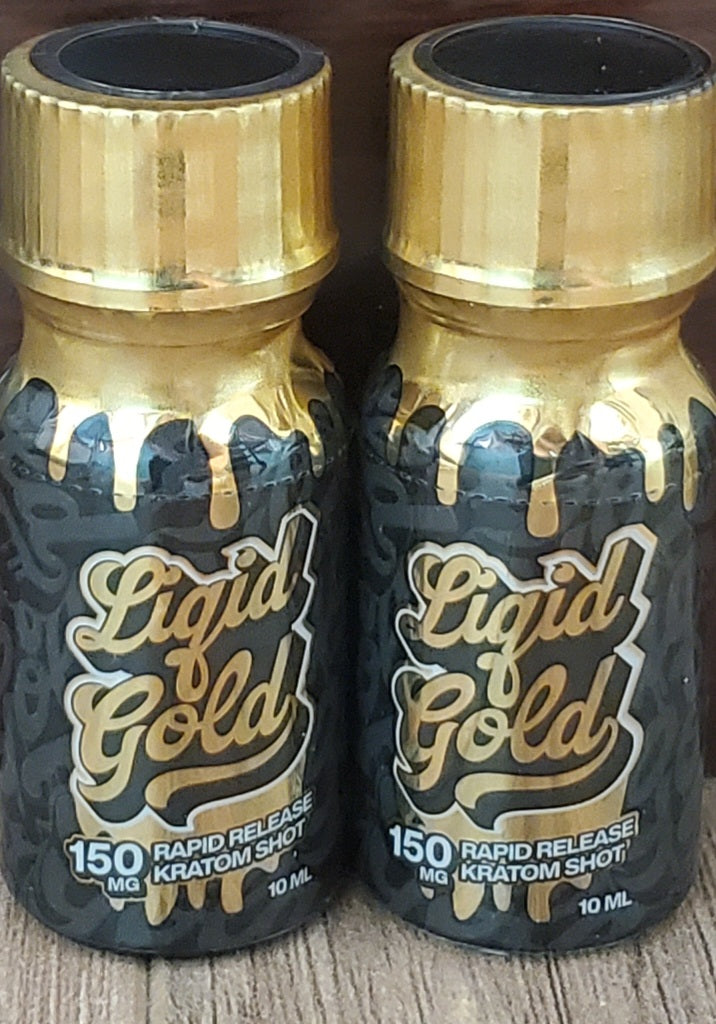 Liqid
Gold
150
MG
RAPID RELEASE
KRATOM SHOT
10 ML
Liqid
Gold
150
MG
RAPID RELEASE
KRATOM SHOT
10 ML